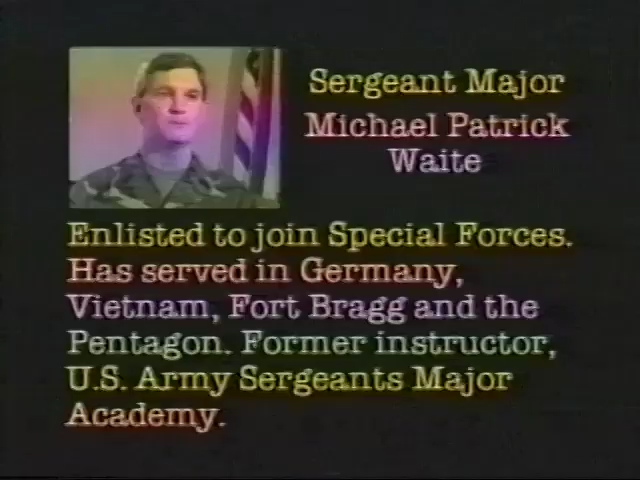 Sergeant Major
Michael Patrick
Waite
Enlisted to join Special Forces.
Has served in Germany,
Vietnam, Fort Bragg and the
Pentagon. Former instructor,
U.S. Army Sergeants Major
Academy.